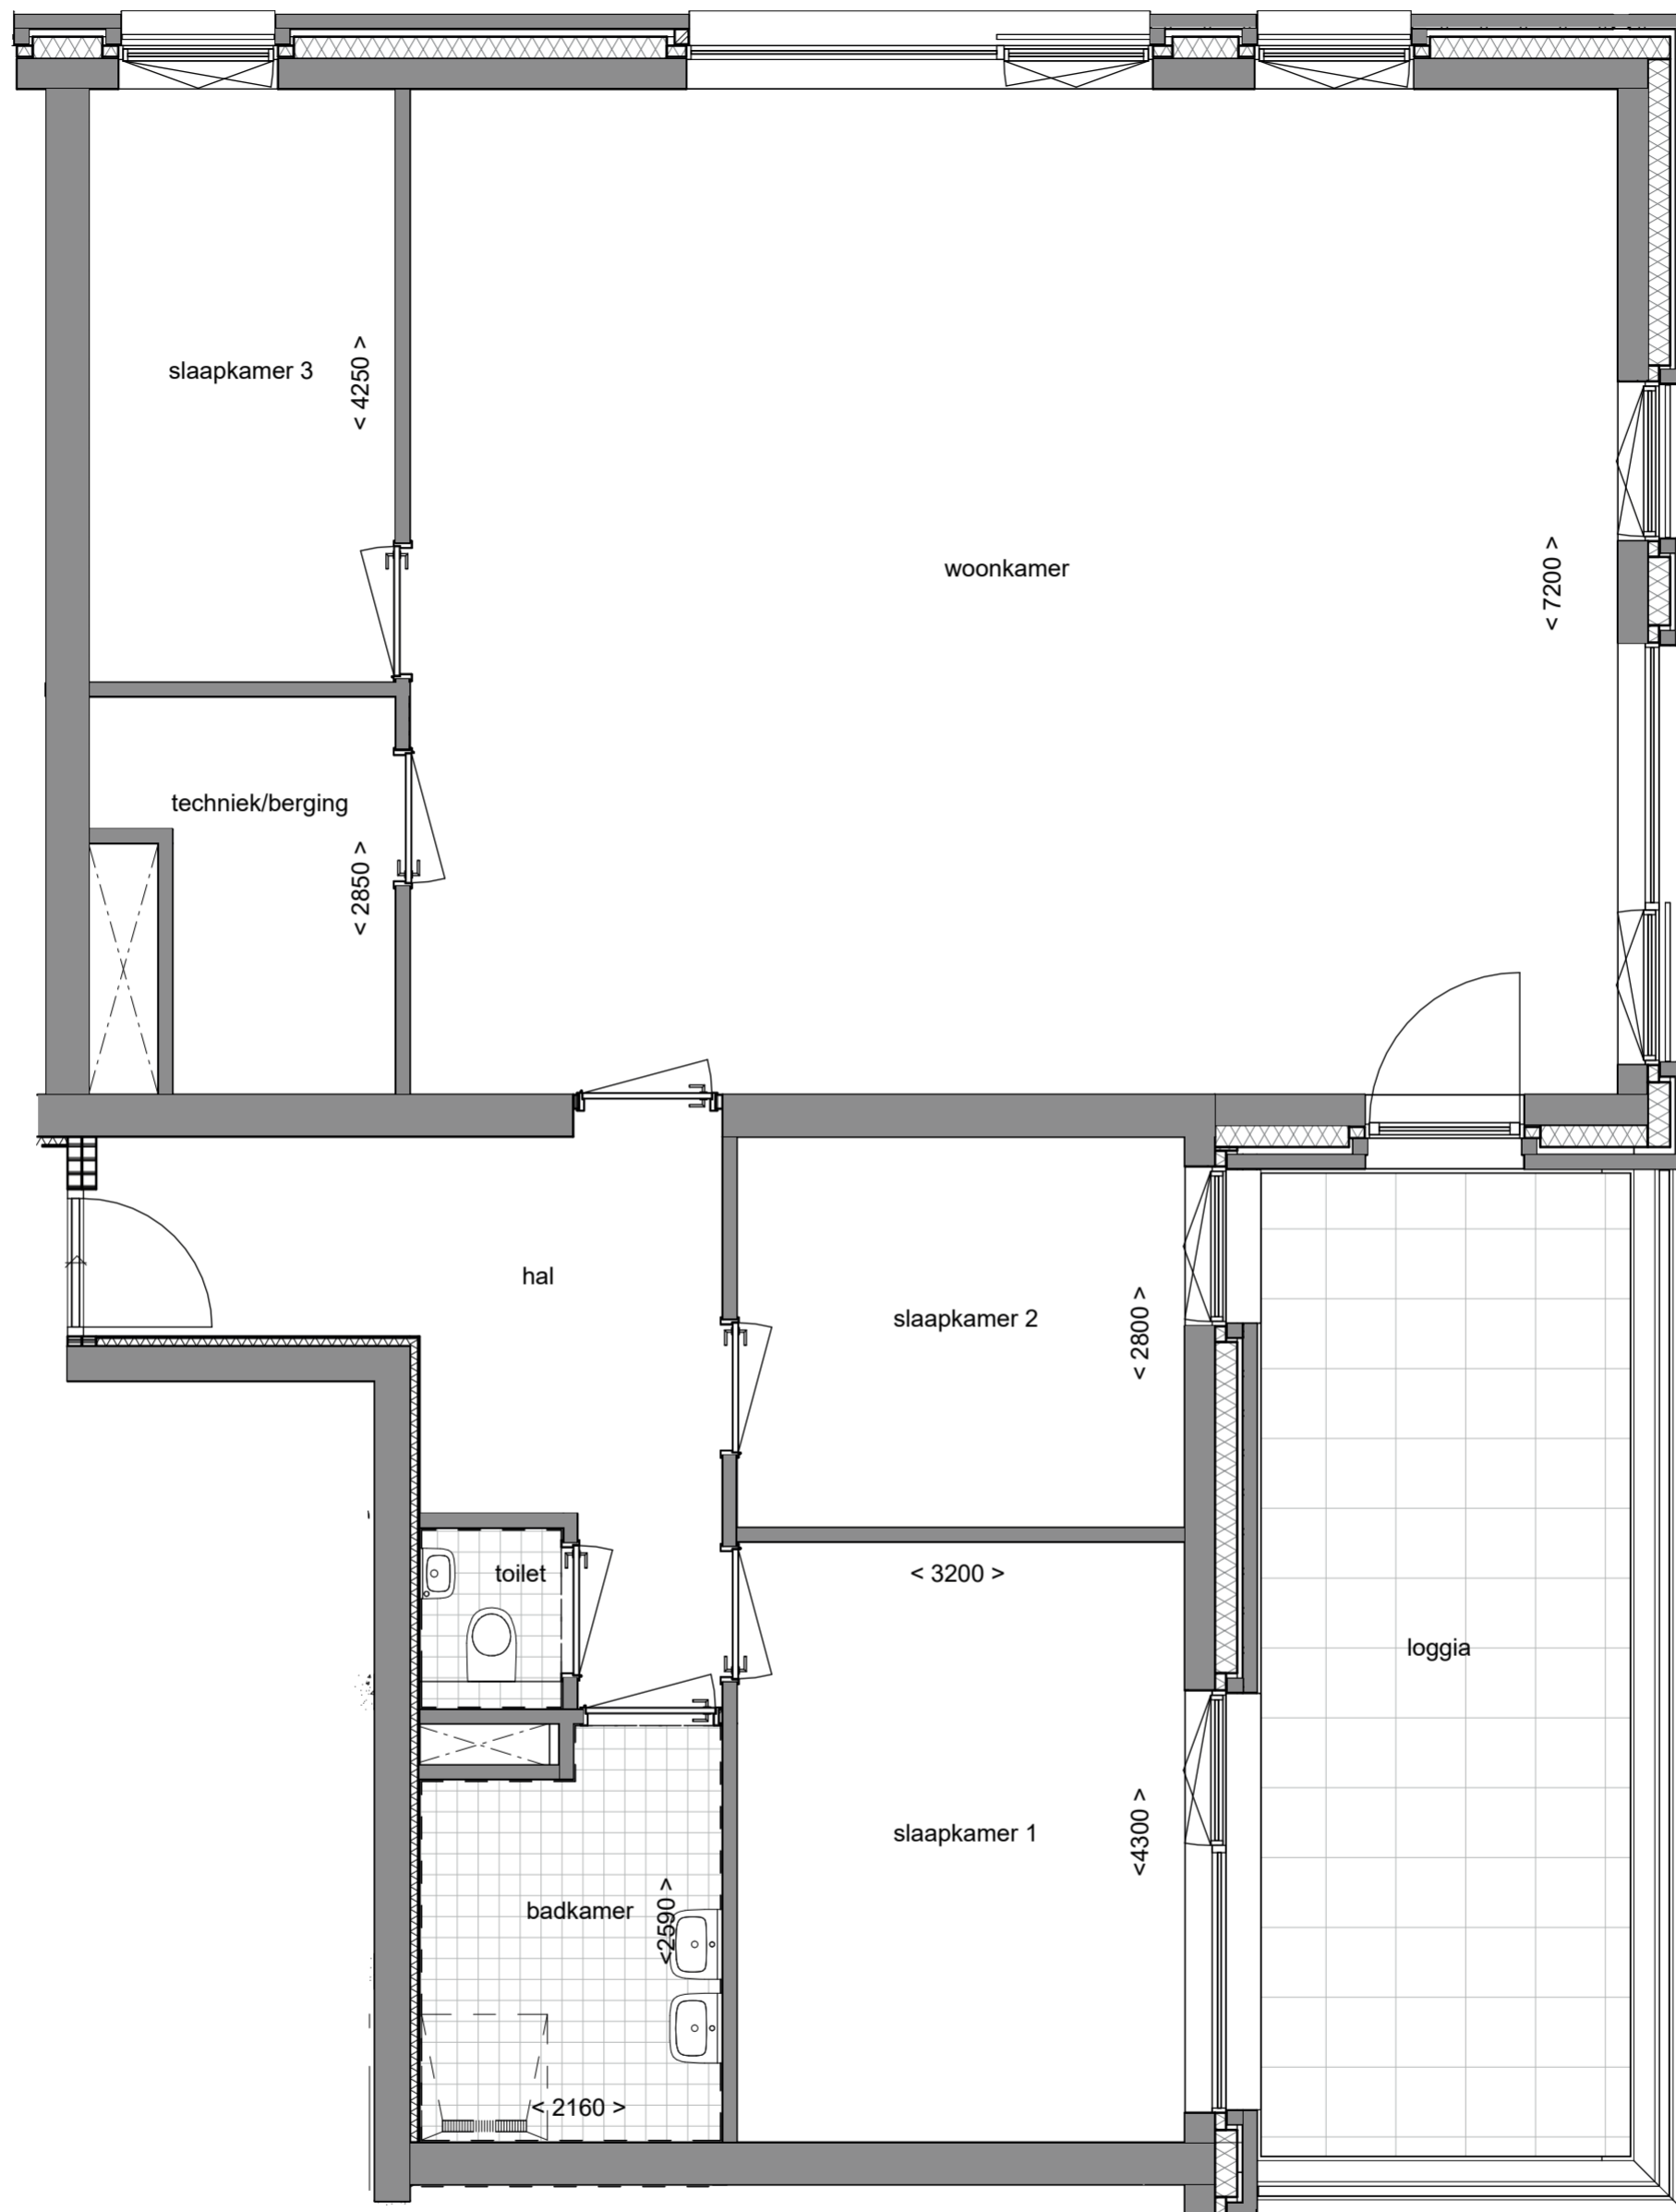 slaapkamer 3
< 4250 >
woonkamer
< 7200 >
techniek/berging
< 2850 >
hal
slaapkamer 2
< 2800 >
toilet
< 3200 >
loggia
slaapkamer 1
<4300 >
badkamer
<2590 >
< 2160 >